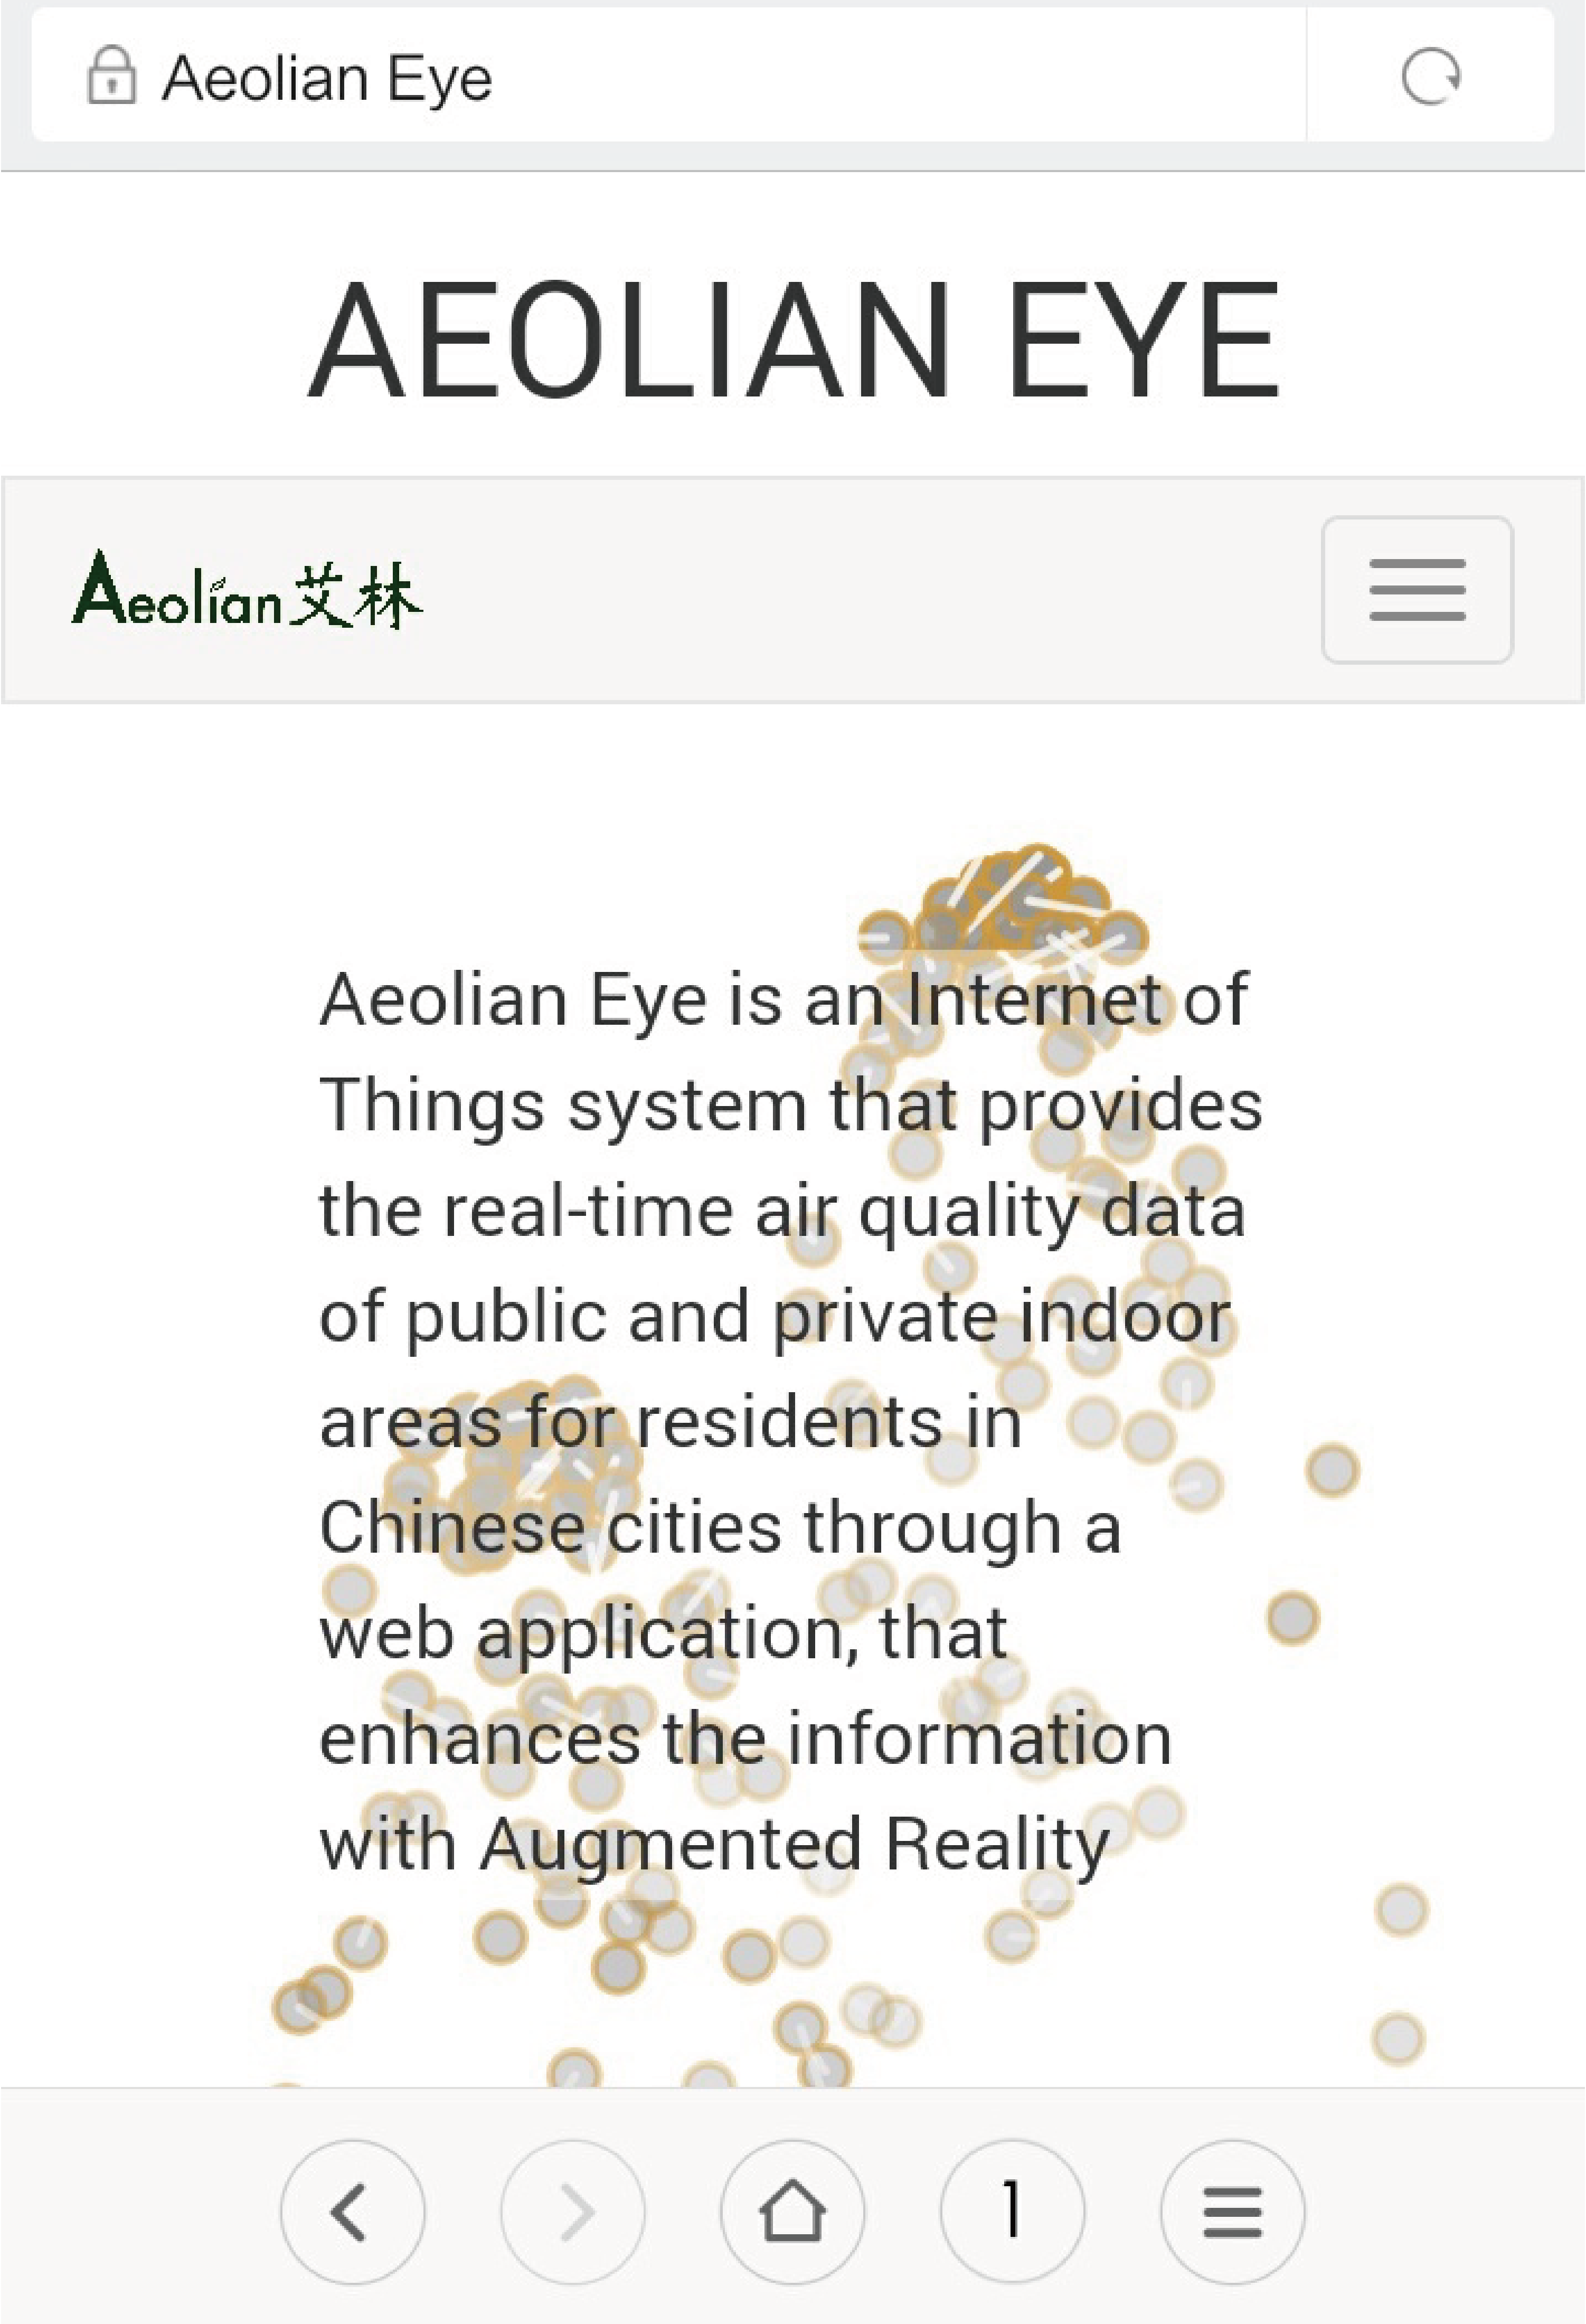 Aeolian Eye
AEOLIAN EYE
Aeolian艾林
Aeolian Eye is an Internet of
Things system that provides
the real-time air quality data
of public and private indoor
areas for residents in
Chinese cities through a
web application, that
enhances the information
with Augmented Reality
1